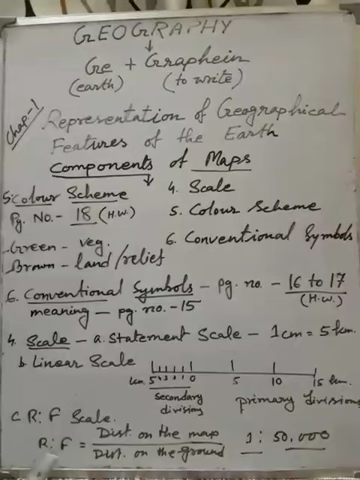 GEOGRAPHY
Ge + Graphein
(earth) (to write)
Chap-1
Representation of Geographical
Features of the Earth
Components of Maps
5. Colour Scheme
Pg. No. - 18 (H.W.)
Green - veg.
Brown - land/relief
4. Scale
5. Colour Scheme
6. Conventional Symbols
6. Conventional Symbols - pg. no. - 16 to 17
(H.W.)
meaning - pg. no. - 15
4. Scale - a. Statement Scale - 1cm = 5 km.
b. Linear Scale
km 5 0 5 10 15 km
secondary division
primary divisions
c. R.F Scale.
R.F = Dist. on the map
Dist. on the ground
1 : 50,000